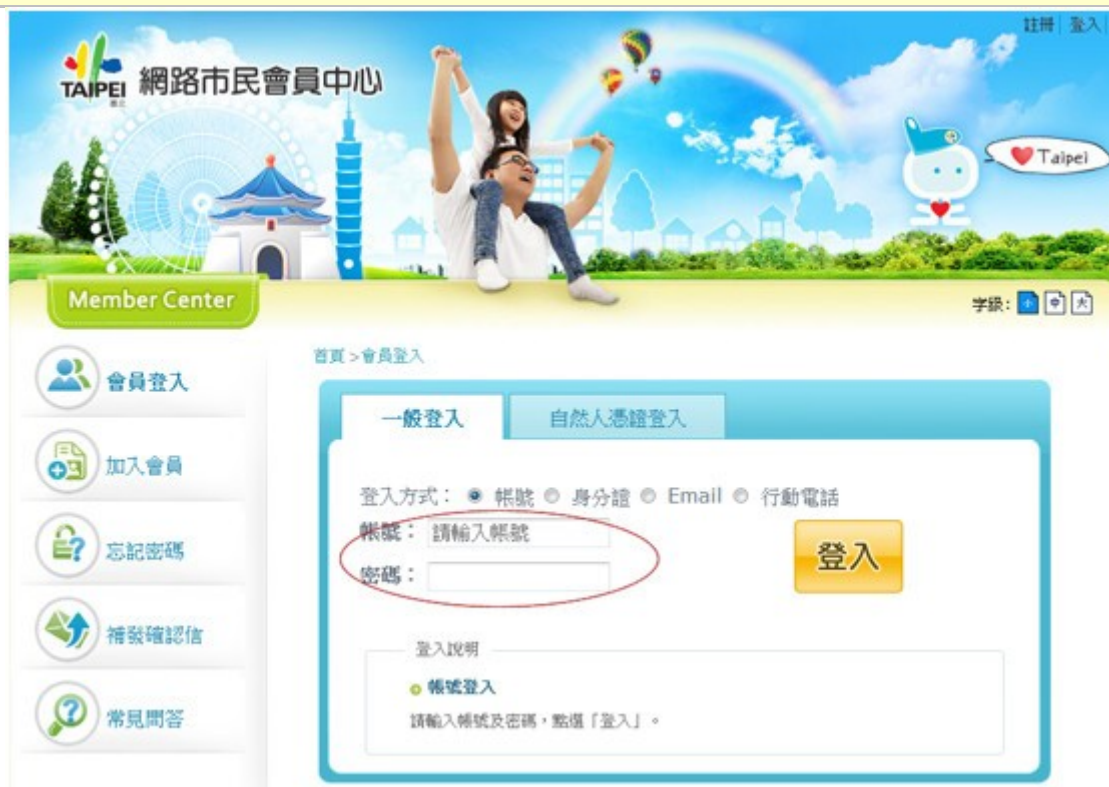 註冊 | 登入 |
TAIPEI 網路市民會員中心
臺北
Taipei
Member Center
字級: 小 中 大
首頁 > 會員登入
會員登入
加入會員
忘記密碼
補發確認信
常見問答
一般登入 自然人憑證登入
登入方式: 帳號 身分證 Email 行動電話
帳號: 請輸入帳號
密碼:
登入
登入說明
帳號登入
請輸入帳號及密碼,點選「登入」。